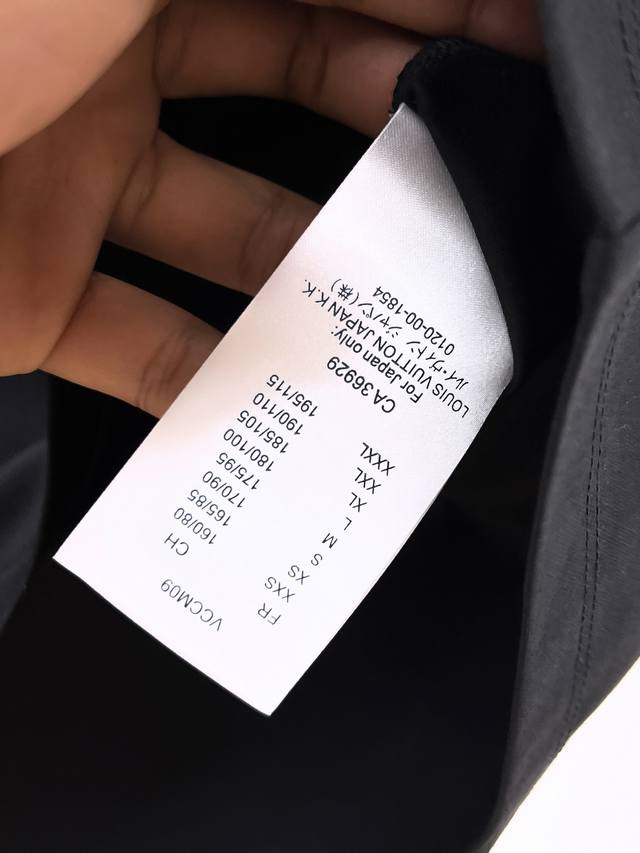 VCCM09
FR CH
XXS 160/80
XS 165/85
S 170/90
M 175/95
L 180/100
XL 185/105
XXL 190/110
XXXL 195/115
CA 36929
For Japan only:
LOUIS VUITTON JAPAN K.K.
ルイ・ヴィトン ジャパン(株)
0120-00-1854